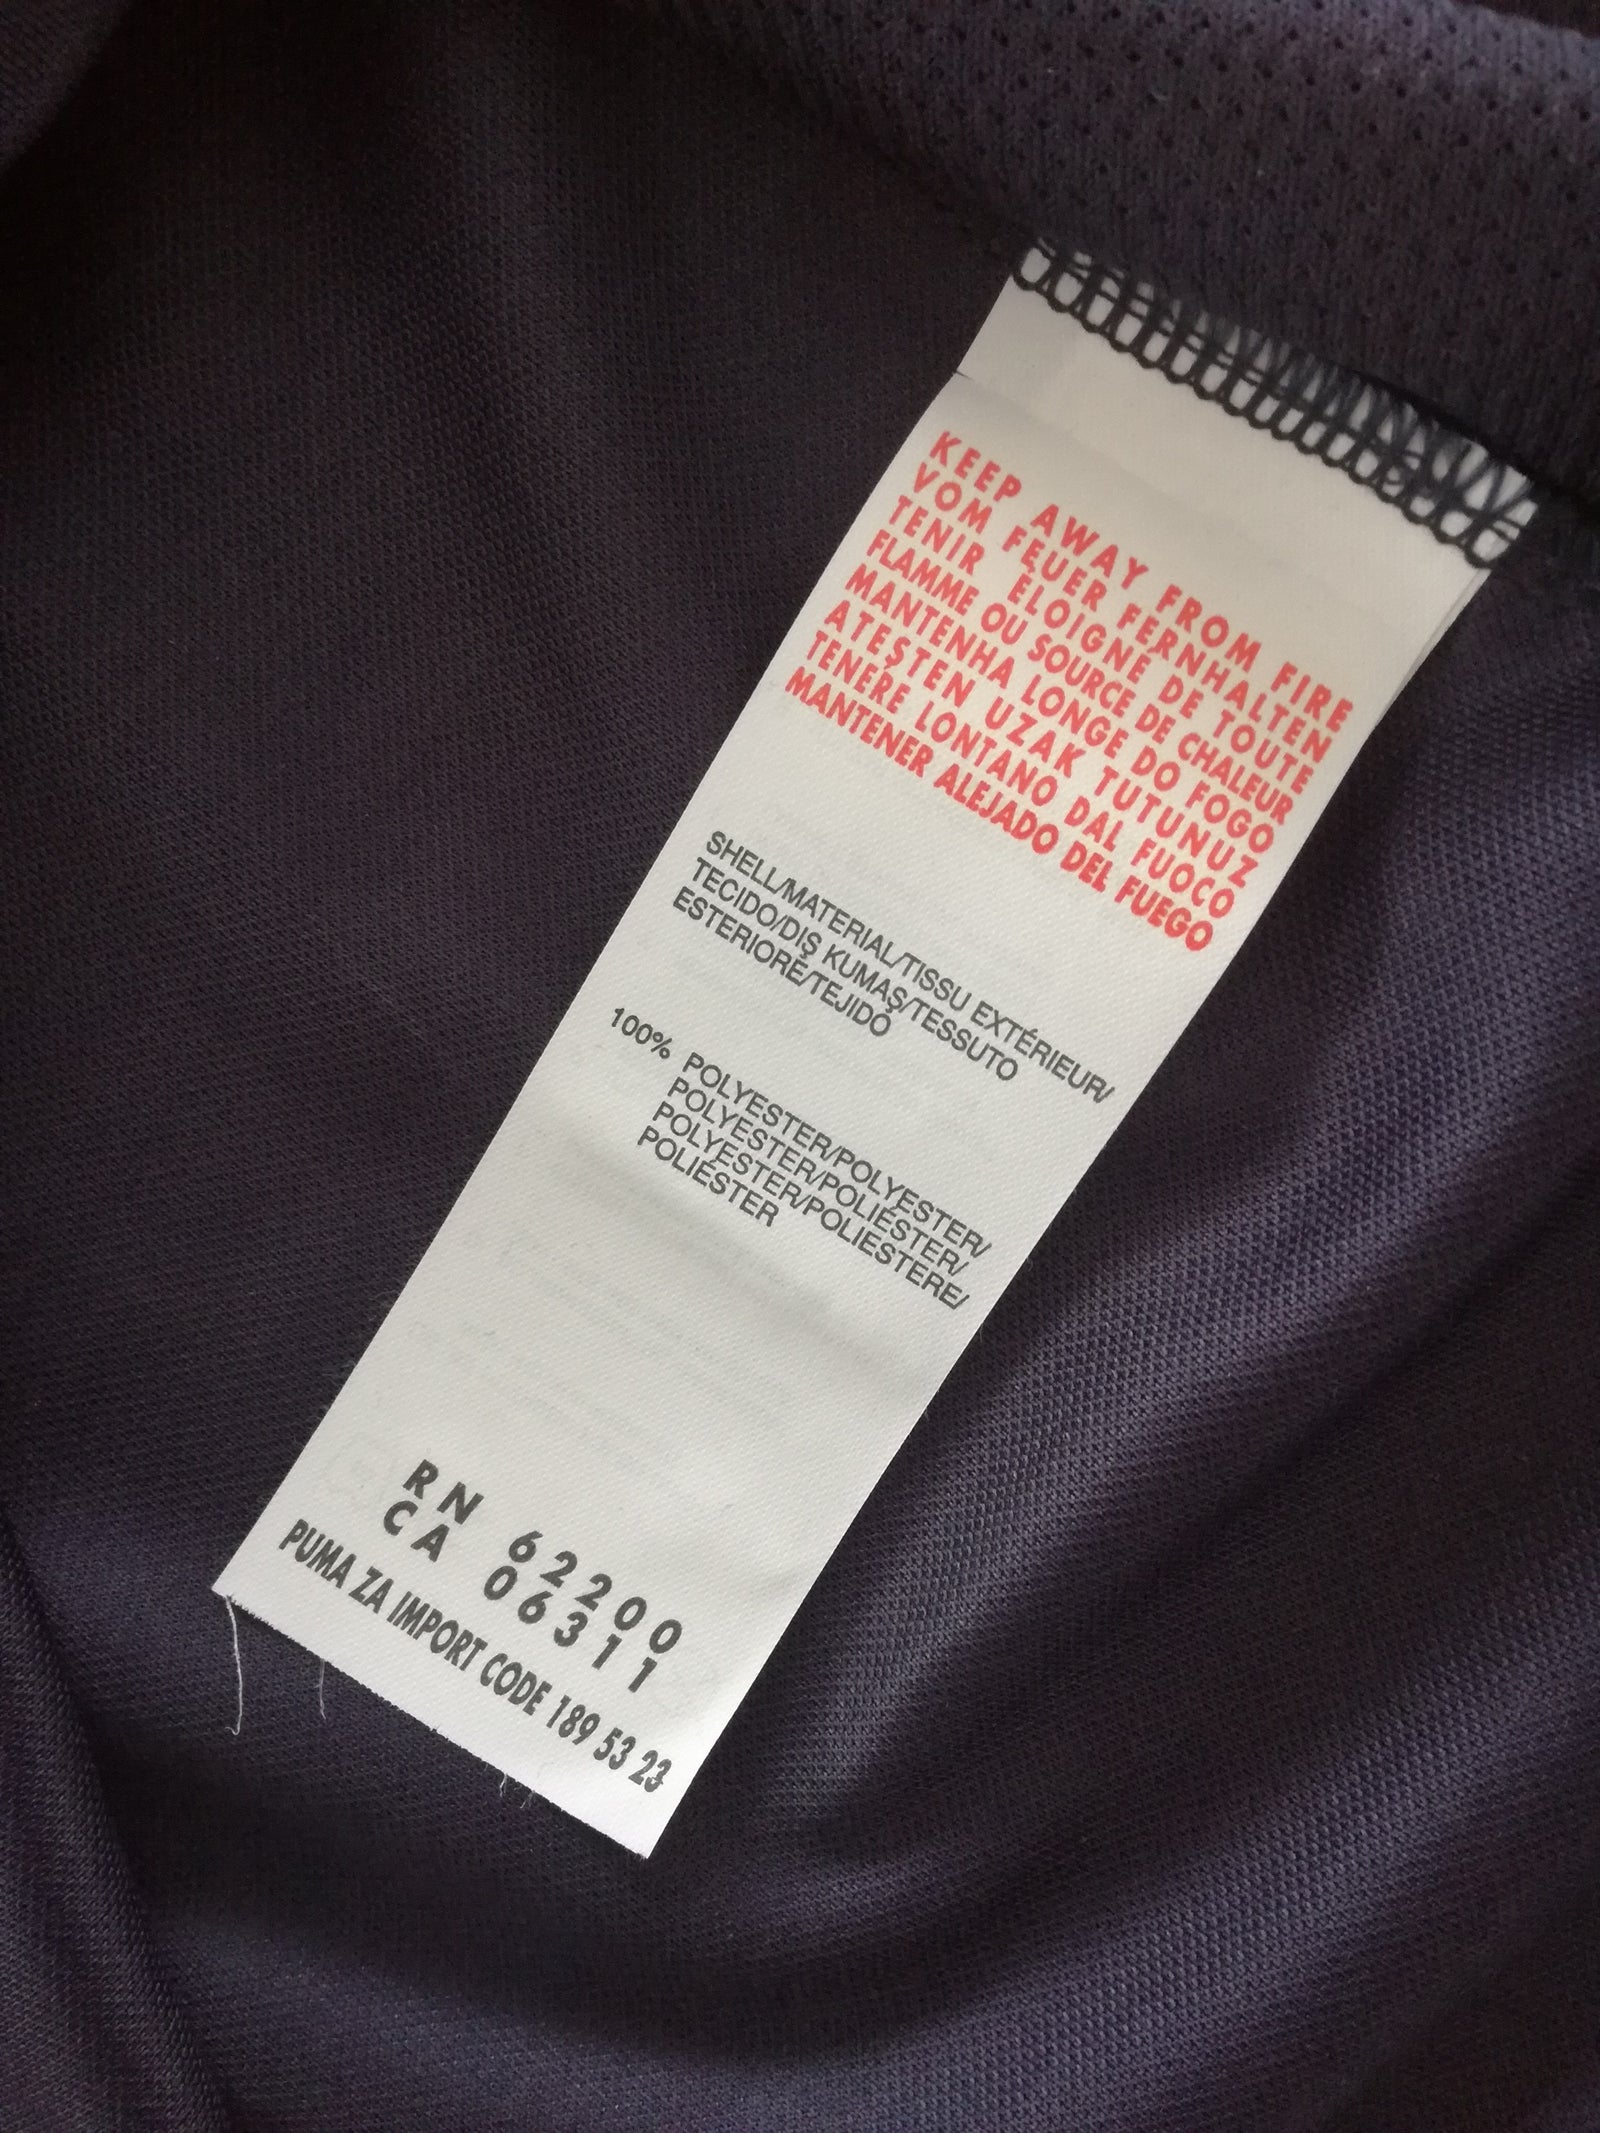 KEEP AWAY FROM FIRE
VOM FEUER FERNHALTEN
TENIR ÉLOIGNÉ DE TOUTE
FLAMME OU SOURCE DE CHALEUR
MANTENHA LONGE DO FOGO
ATEŞTEN UZAK TUTUNUZ
TENERE LONTANO DAL FUOCO
MANTENER ALEJADO DEL FUEGO
SHELL/MATERIAL/TISSU EXTÉRIEUR/
TECIDO/DIŞ KUMAŞ/TESSUTO
ESTERIORE/TEJIDO
100% POLYESTER/POLYESTER/
POLYESTER/POLIÉSTER/
POLYESTER/POLIESTERE/
POLIÉSTER
RN 62200
CA 06311
PUMA ZA IMPORT CODE 189 53 23